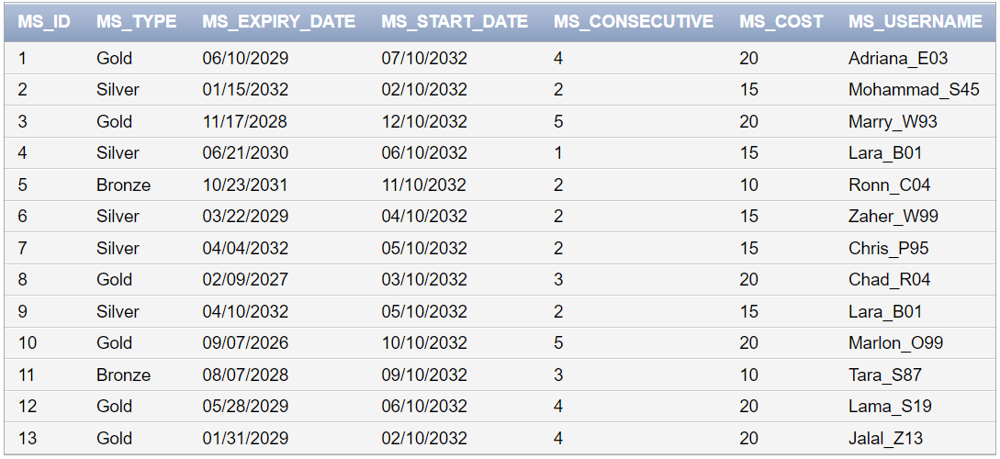 MS_ID MS_TYPE MS_EXPIRY_DATE MS_START_DATE MS_CONSECUTIVE MS_COST MS_USERNAME
1 Gold 06/10/2029 07/10/2032 4 20 Adriana_E03
2 Silver 01/15/2032 02/10/2032 2 15 Mohammad_S45
3 Gold 11/17/2028 12/10/2032 5 20 Marry_W93
4 Silver 06/21/2030 06/10/2032 1 15 Lara_B01
5 Bronze 10/23/2031 11/10/2032 2 10 Ronn_C04
6 Silver 03/22/2029 04/10/2032 2 15 Zaher_W99
7 Silver 04/04/2032 05/10/2032 2 15 Chris_P95
8 Gold 02/09/2027 03/10/2032 3 20 Chad_R04
9 Silver 04/10/2032 05/10/2032 2 15 Lara_B01
10 Gold 09/07/2026 10/10/2032 5 20 Marlon_O99
11 Bronze 08/07/2028 09/10/2032 3 10 Tara_S87
12 Gold 05/28/2029 06/10/2032 4 20 Lama_S19
13 Gold 01/31/2029 02/10/2032 4 20 Jalal_Z13